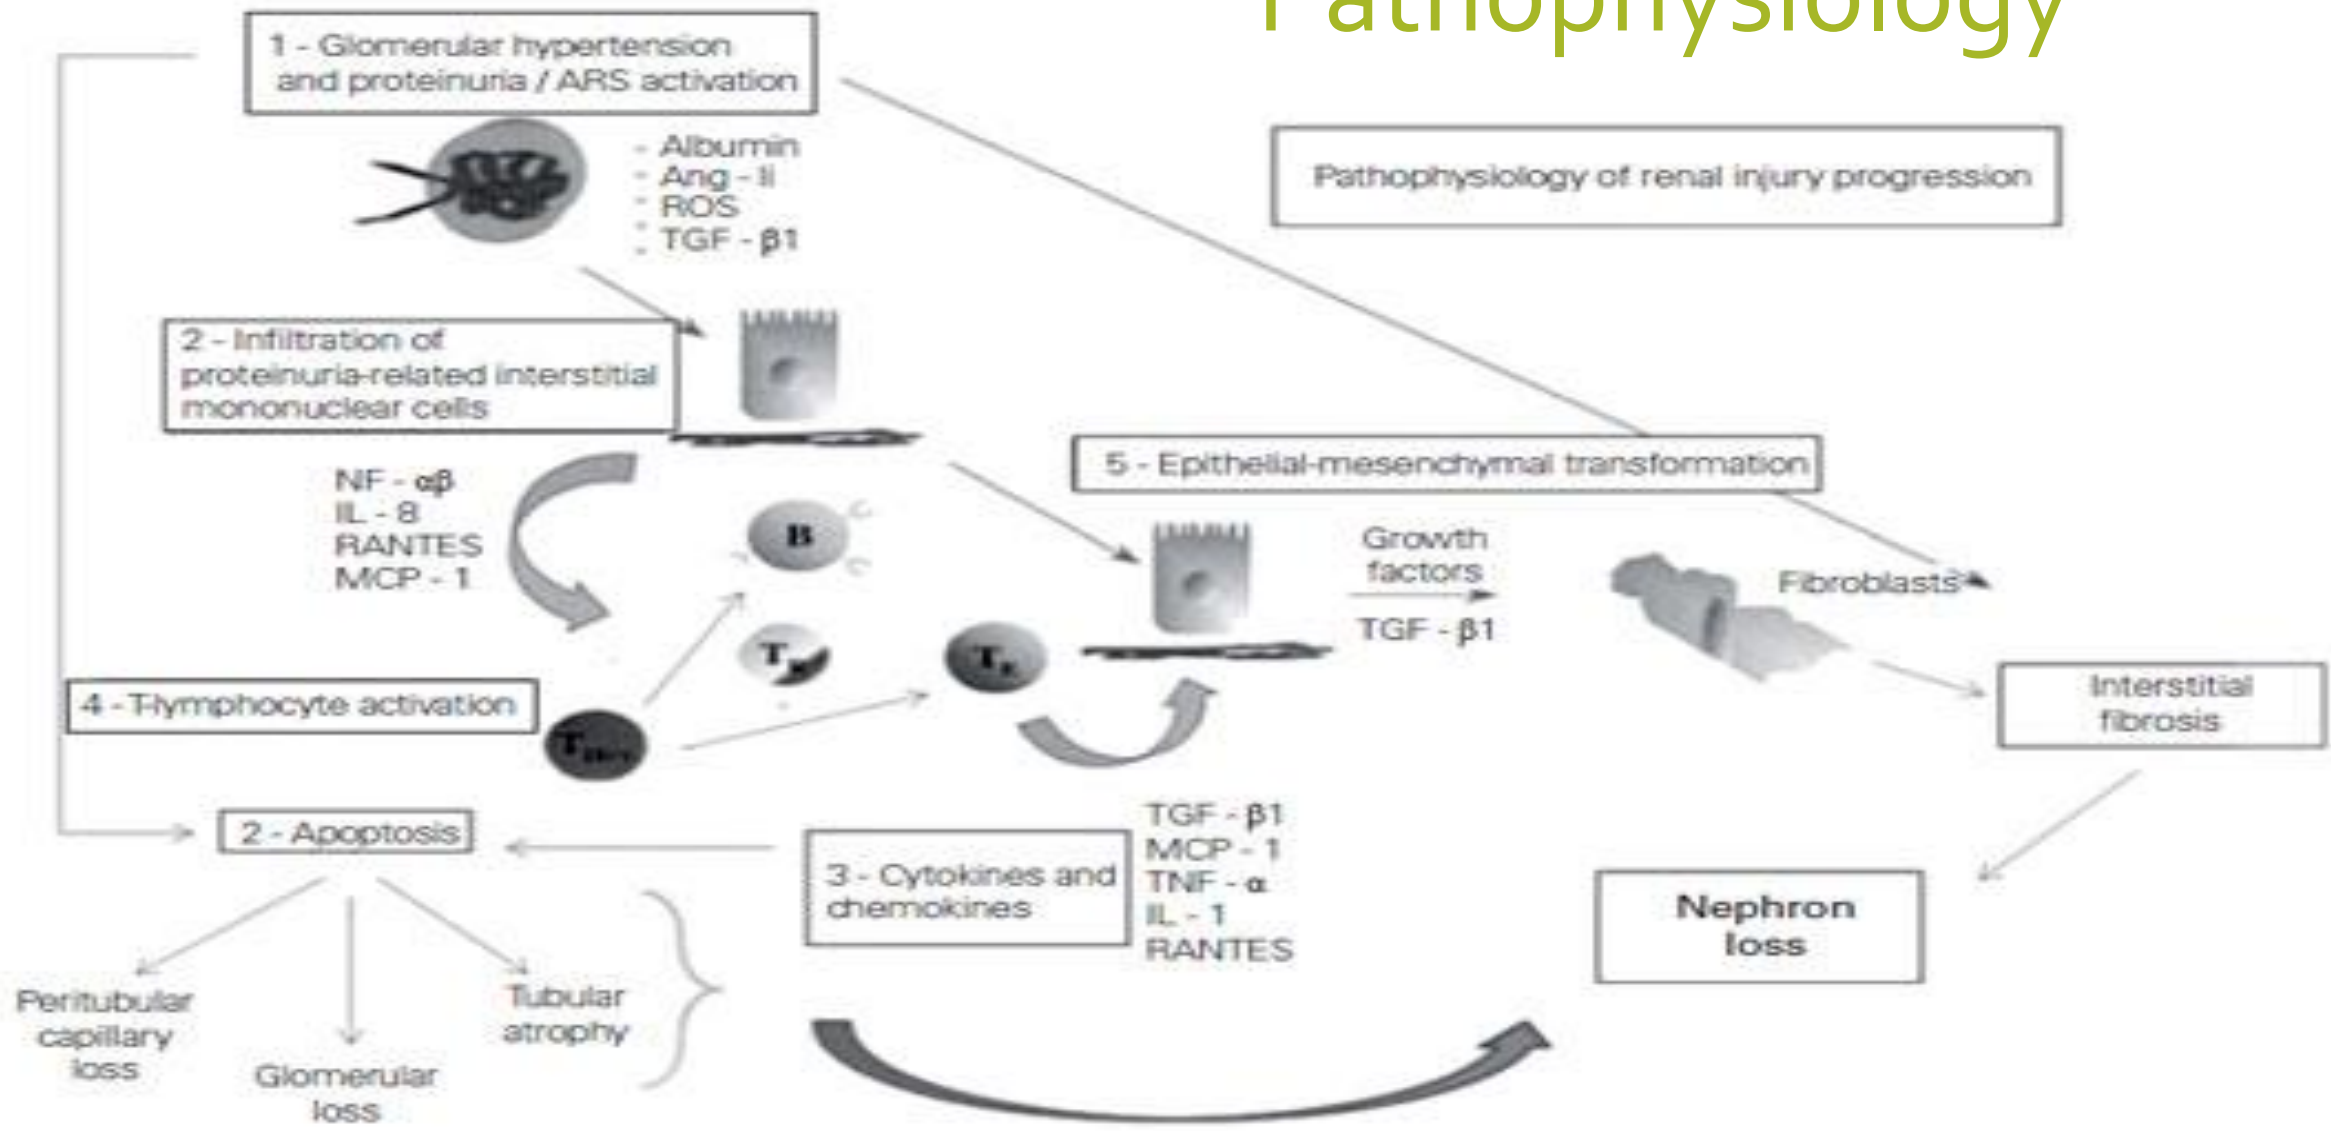 Pathophysiology
1 - Glomerular hypertension
and proteinuria / ARS activation
- Albumin
- Ang - II
- ROS
- TGF - β1
Pathophysiology of renal injury progression
2 - Infiltration of
proteinuria-related interstitial
mononuclear cells
NF - αβ
IL - 8
RANTES
MCP - 1
B
5 - Epithelial-mesenchymal transformation
Growth
factors
TGF - β1
Fibroblasts
Interstitial
fibrosis
4 - T-lymphocyte activation
2 - Apoptosis
3 - Cytokines and
chemokines
TGF - β1
MCP - 1
TNF - α
IL - 1
RANTES
Nephron
loss
Peritubular
capillary
loss
Glomerular
loss
Tubular
atrophy